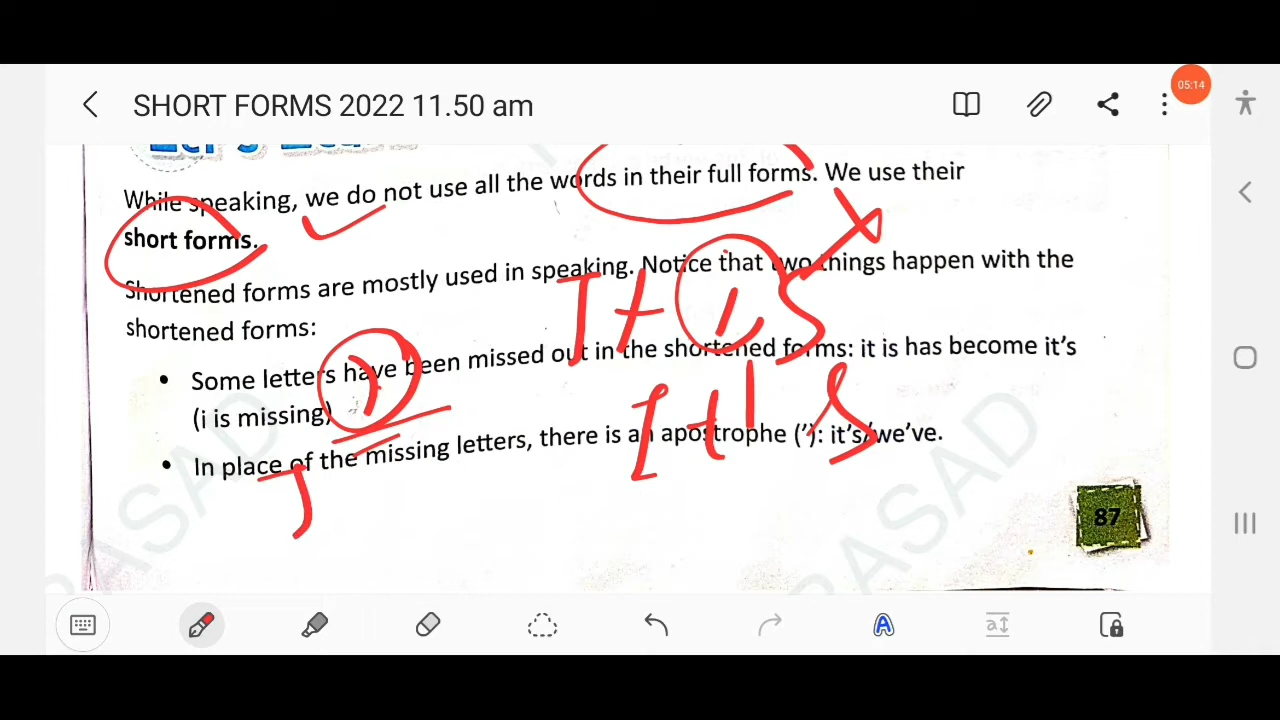 05:14
SHORT FORMS 2022 11.50 am
While speaking, we do not use all the words in their full forms. We use their
short forms.
Shortened forms are mostly used in speaking. Notice that two things happen with the
shortened forms:
• Some letters have been missed out in the shortened forms: it is has become it's
(i is missing)
• In place of the missing letters, there is an apostrophe ('): it's/we've.
It is
It's
I
87